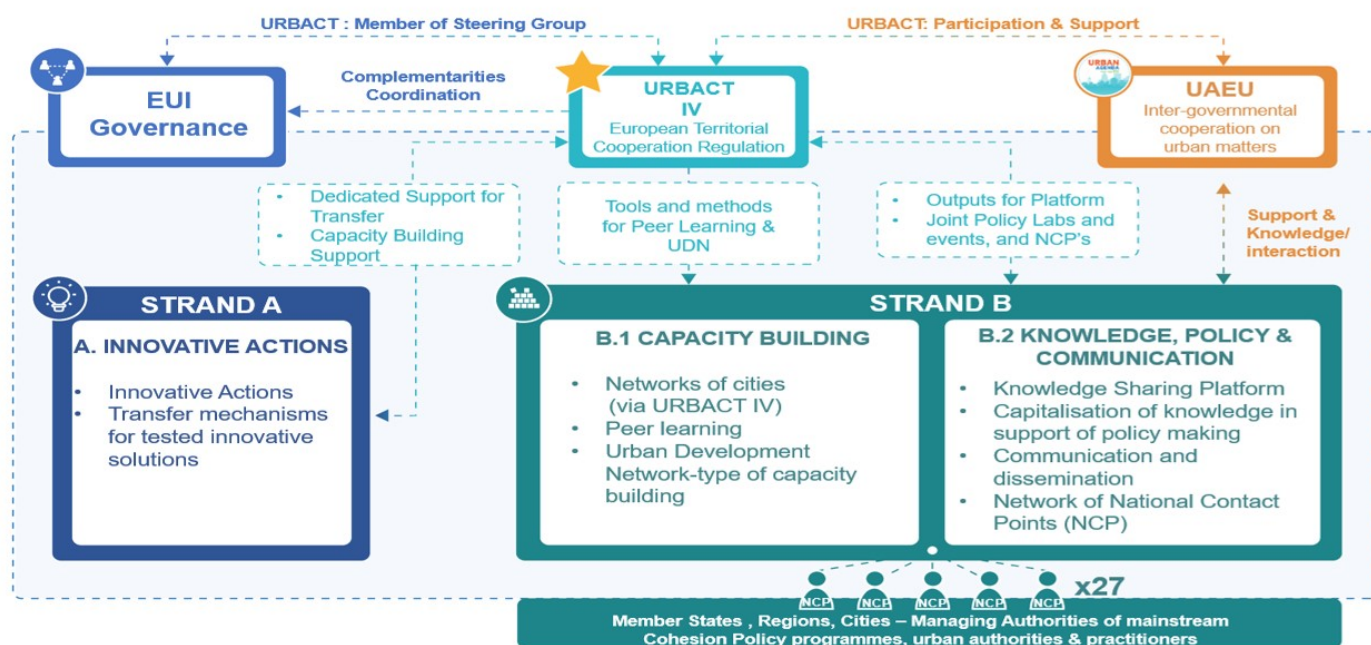 URBACT : Member of Steering Group
URBACT: Participation & Support
EUI
Governance
Complementarities
Coordination
URBACT
IV
European Territorial
Cooperation Regulation
URBAN
AGENDA
UAEU
Inter-governmental
cooperation on
urban matters
• Dedicated Support for
Transfer
• Capacity Building
Support
Tools and methods
for Peer Learning &
UDN
• Outputs for Platform
• Joint Policy Labs and
events, and NCP's
Support &
Knowledge/
interaction
STRAND A
A. INNOVATIVE ACTIONS
• Innovative Actions
• Transfer mechanisms
for tested innovative
solutions
STRAND B
B.1 CAPACITY BUILDING
• Networks of cities
(via URBACT IV)
• Peer learning
• Urban Development
Network-type of capacity
building
B.2 KNOWLEDGE, POLICY &
COMMUNICATION
• Knowledge Sharing Platform
• Capitalisation of knowledge in
support of policy making
• Communication and
dissemination
• Network of National Contact
Points (NCP)
NCP NCP NCP NCP NCP x27
Member States , Regions, Cities – Managing Authorities of mainstream
Cohesion Policy programmes, urban authorities & practitioners